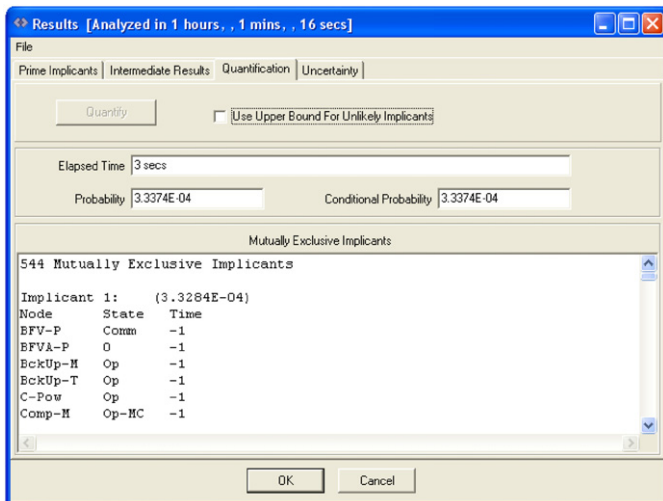 Results [Analyzed in 1 hours, , 1 mins, , 16 secs]
File
Prime Implicants Intermediate Results Quantification Uncertainty
Quantify Use Upper Bound For Unlikely Implicants
Elapsed Time 3 secs
Probability 3.3374E-04 Conditional Probability 3.3374E-04
Mutually Exclusive Implicants
544 Mutually Exclusive Implicants
Implicant 1: (3.3284E-04)
Node State Time
BFV-P Comm -1
BFVA-P 0 -1
BckUp-M Op -1
BckUp-T Op -1
C-Pow Op -1
Comp-M Op-MC -1
OK Cancel